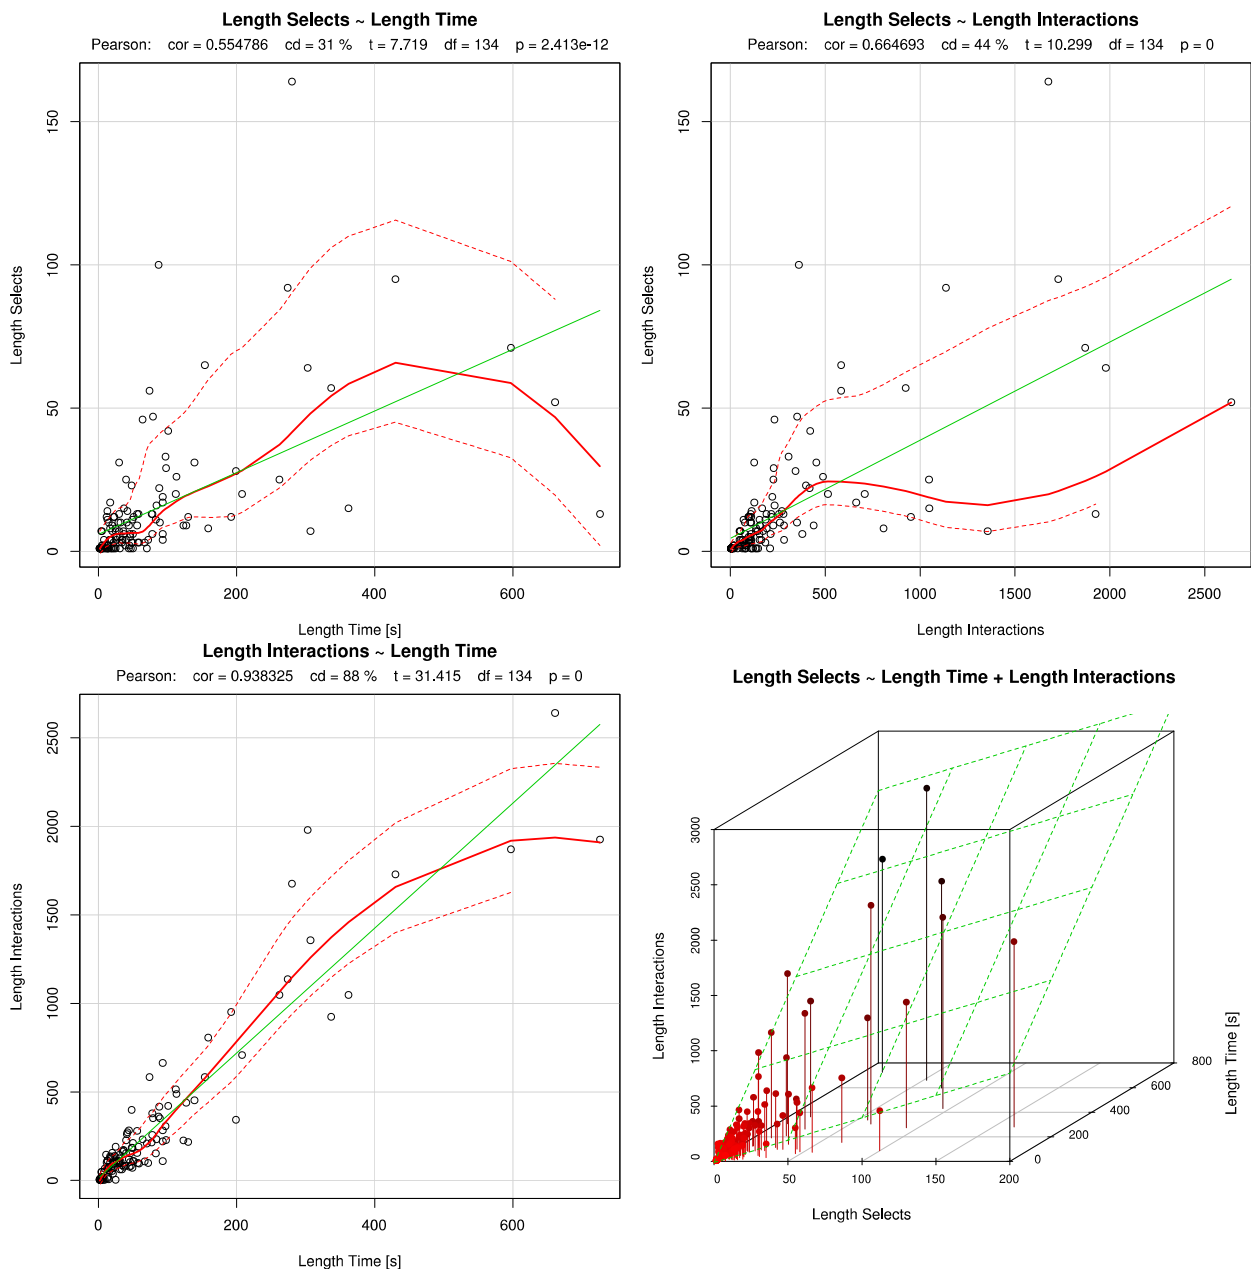 Length Selects ~ Length Time
Pearson: cor = 0.554786 cd = 31 % t = 7.719 df = 134 p = 2.413e-12
150
100
50
0
Length Selects
0 200 400 600
Length Time [s]
Length Selects ~ Length Interactions
Pearson: cor = 0.664693 cd = 44 % t = 10.299 df = 134 p = 0
150
100
50
0
Length Selects
0 500 1000 1500 2000 2500
Length Interactions
Length Interactions ~ Length Time
Pearson: cor = 0.938325 cd = 88 % t = 31.415 df = 134 p = 0
2500
2000
1500
1000
500
0
Length Interactions
0 200 400 600
Length Time [s]
Length Selects ~ Length Time + Length Interactions
3000
2500
2000
1500
1000
500
0
Length Interactions
0 50 100 150 200
Length Selects
0
200
400
600
800
Length Time [s]